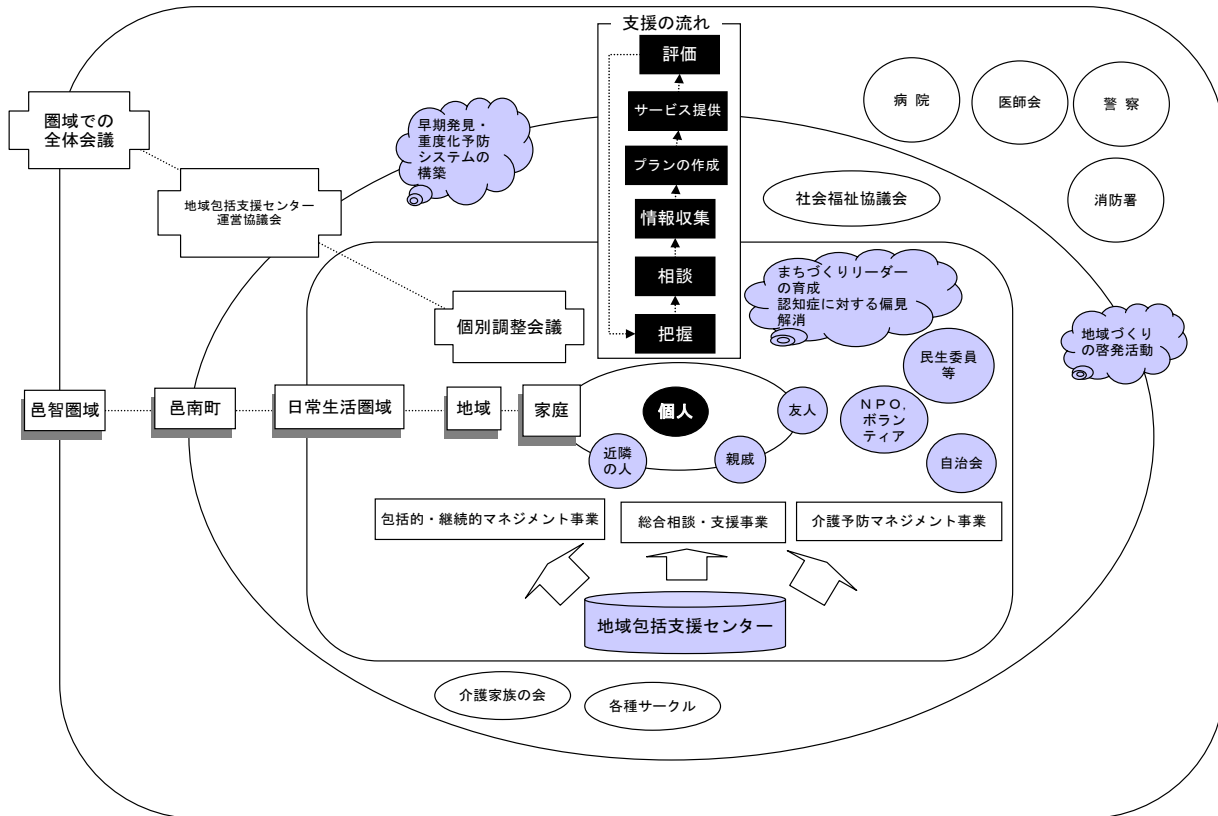 支援の流れ
評価
サービス提供
プランの作成
情報収集
相談
把握
圏域での
全体会議
地域包括支援センター
運営協議会
個別調整会議
早期発見・
重度化予防
システムの
構築
病 院
医師会
警 察
消防署
社会福祉協議会
まちづくりリーダー
の育成
認知症に対する偏見
解消
地域づくり
の啓発活動
民生委員
等
ＮＰＯ,
ボラン
ティア
自治会
邑智圏域
邑南町
日常生活圏域
地域
家庭
個人
友人
近隣
の人
親戚
包括的・継続的マネジメント事業
総合相談・支援事業
介護予防マネジメント事業
地域包括支援センター
介護家族の会
各種サークル